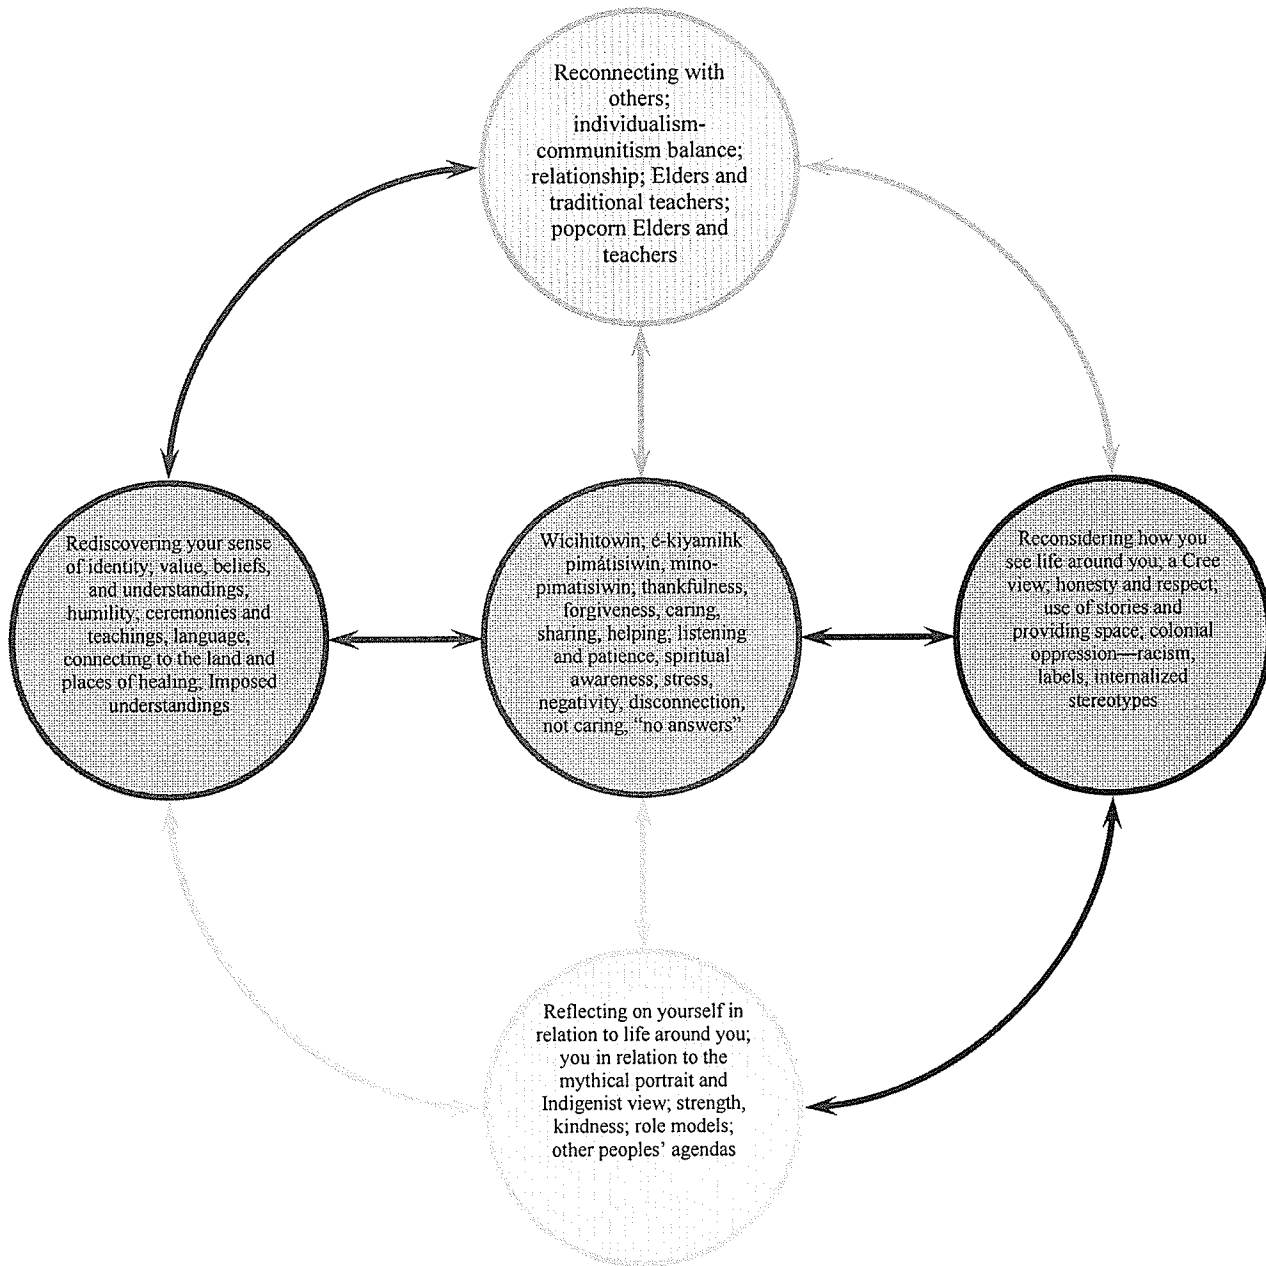 Reconnecting with
others;
individualism-
communitism balance;
relationship; Elders and
traditional teachers;
popcorn Elders and
teachers
Rediscovering your sense
of identity, value, beliefs,
and understandings,
humility; ceremonies and
teachings, language,
connecting to the land and
places of healing; Imposed
understandings
Wicihitowin, é-kiyamihk
pimátisiwin, mino-
pimatisiwin; thankfulness,
forgiveness, caring,
sharing, helping; listening
and patience, spiritual
awareness; stress,
negativity, disconnection,
not caring, “no answers”
Reconsidering how you
see life around you; a Cree
view; honesty and respect;
use of stories and
providing space; colonial
oppression—racism,
labels, internalized
stereotypes
Reflecting on yourself in
relation to life around you;
you in relation to the
mythical portrait and
Indigenist view; strength,
kindness; role models;
other peoples’ agendas